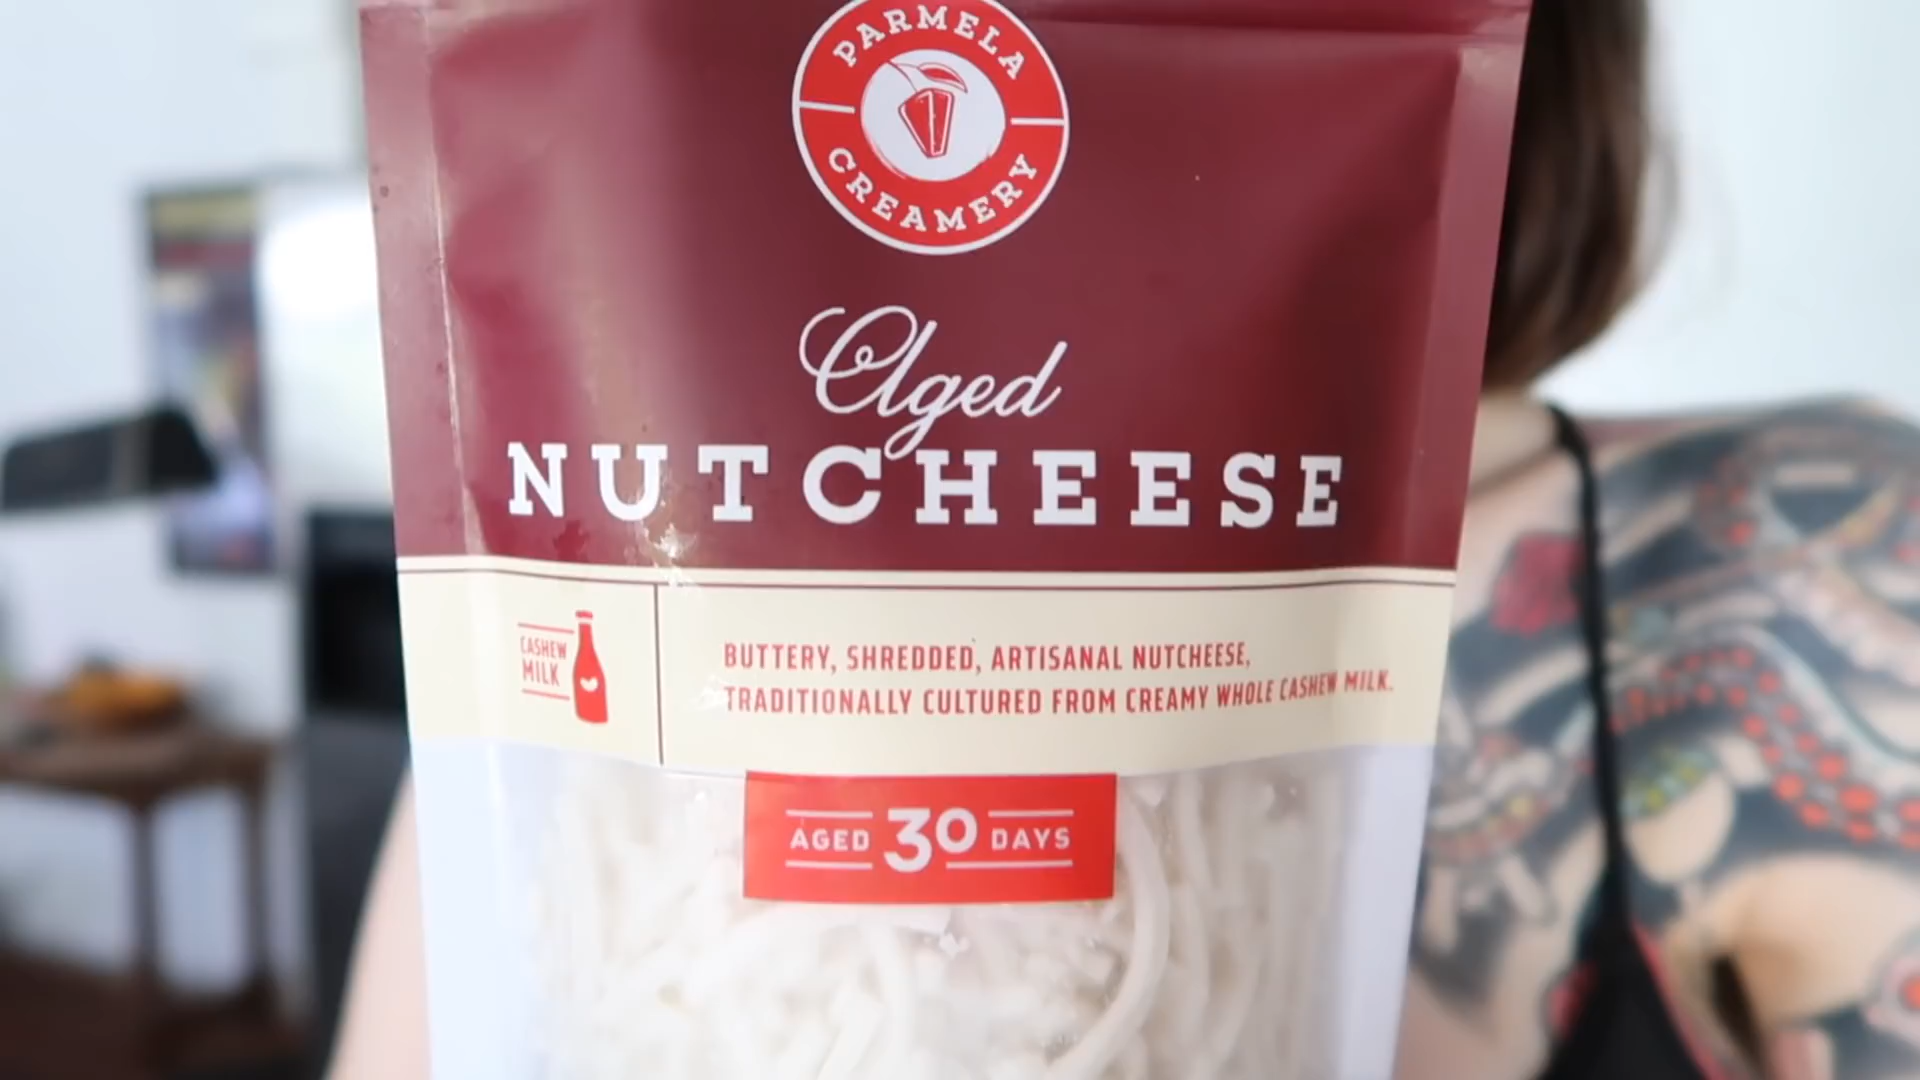 PARMELA
CREAMERY
Aged
NUTCHEESE
CASHEW
MILK
BUTTERY, SHREDDED, ARTISANAL NUTCHEESE,
TRADITIONALLY CULTURED FROM CREAMY WHOLE CASHEW MILK.
AGED 30 DAYS